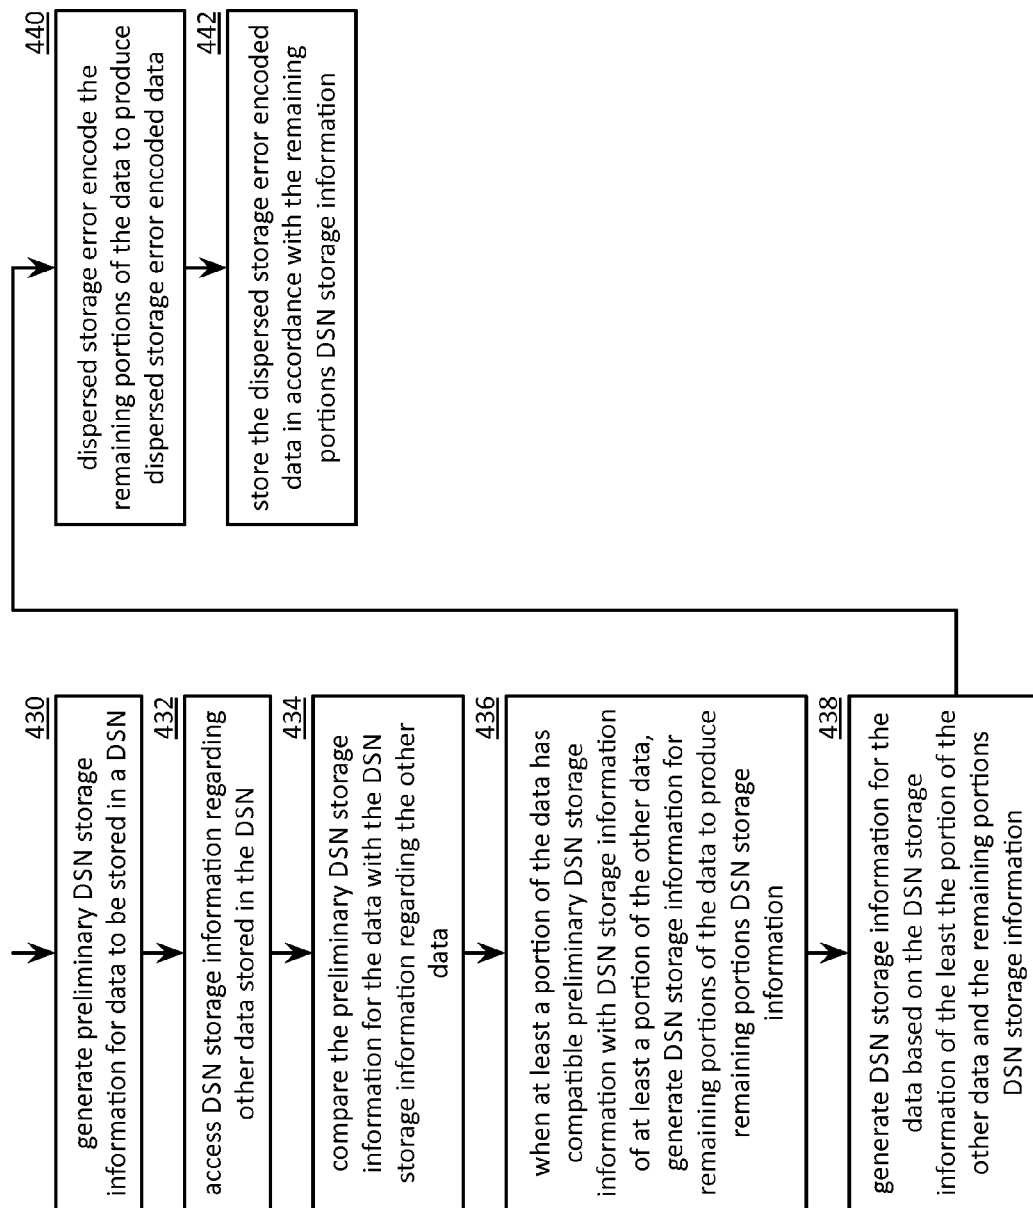 430
generate preliminary DSN storage
information for data to be stored in a DSN
432
access DSN storage information regarding
other data stored in the DSN
434
compare the preliminary DSN storage
information for the data with the DSN
storage information regarding the other
data
436
when at least a portion of the data has
compatible preliminary DSN storage
information with DSN storage information
of at least a portion of the other data,
generate DSN storage information for
remaining portions of the data to produce
remaining portions DSN storage
information
438
generate DSN storage information for the
data based on the DSN storage
information of the least the portion of the
other data and the remaining portions
DSN storage information
440
dispersed storage error encode the
remaining portions of the data to produce
dispersed storage error encoded data
442
store the dispersed storage error encoded
data in accordance with the remaining
portions DSN storage information